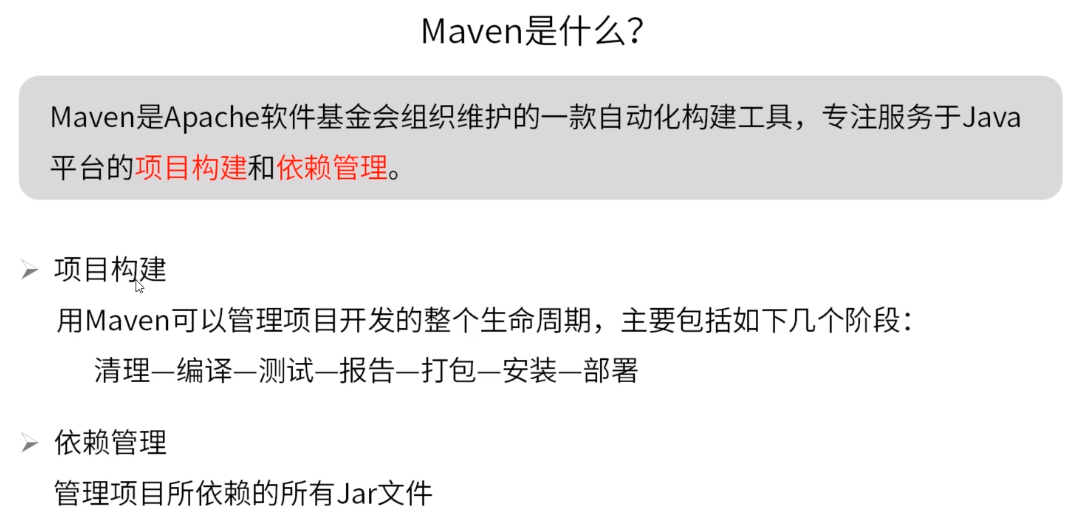 Maven是什么？
Maven是Apache软件基金会组织维护的一款自动化构建工具，专注服务于Java
平台的项目构建和依赖管理。
项目构建
用Maven可以管理项目开发的整个生命周期，主要包括如下几个阶段：
清理—编译—测试—报告—打包—安装—部署
依赖管理
管理项目所依赖的所有Jar文件